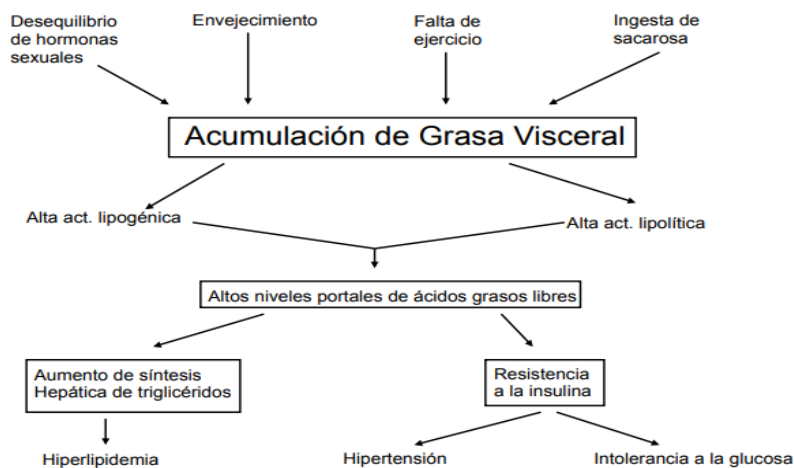 Desequilibrio
de hormonas
sexuales
Envejecimiento
Falta de
ejercicio
Ingesta de
sacarosa
Acumulación de Grasa Visceral
Alta act. lipogénica
Alta act. lipolítica
Altos niveles portales de ácidos grasos libres
Aumento de síntesis
Hepática de triglicéridos
Resistencia
a la insulina
Hiperlipidemia
Hipertensión
Intolerancia a la glucosa